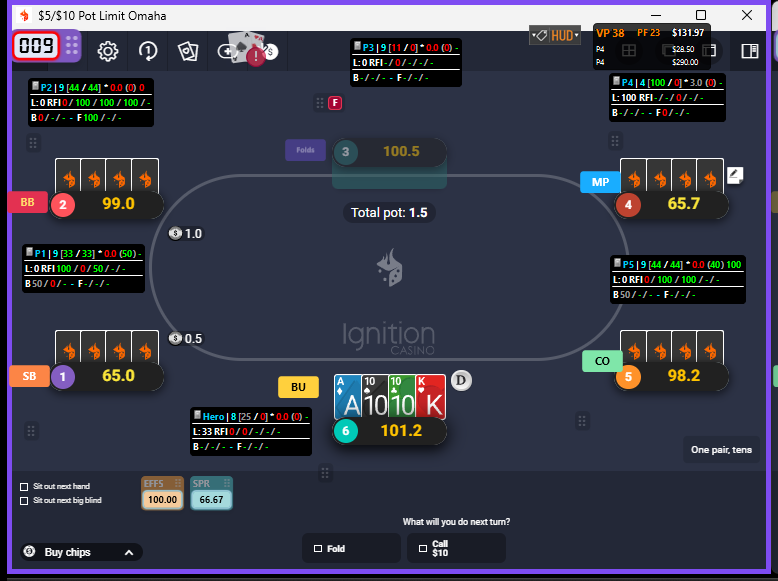 $5/$10 Pot Limit Omaha
009
HUD
VP 38 PF 23 $131.97
P4 $28.50
P4 $290.00
P3 | 9 [11 / 0] * 0.0 (0) -
L: 0 RFI -/ 0 /-/-/-
B -/-/- - F -/-/-
P2 | 9 [44 / 44] * 0.0 (0) 0
L: 0 RFI 0 / 100 / 100 / 100 / -
B 0 /-/- - F 100 /-/-
P4 | 4 [100 / 0] * 3.0 (0) -
L: 100 RFI -/-/ 0 /-/-
B -/-/- - F 0 /-/-
F
Folds
3
100.5
BB
2
99.0
MP
4
65.7
Total pot: 1.5
1.0
P1 | 9 [33 / 33] * 0.0 (50) -
L: 0 RFI 100 / 0 / 50 /-/-
B 50 / 0 /- - F -/-/-
P5 | 9 [44 / 44] * 0.0 (40) 100
L: 0 RFI 0 / 100 / 100 /-/-
B 50 /-/- - F -/-/-
Ignition
CASINO
0.5
SB
1
65.0
CO
5
98.2
BU
A 10 10 K
A 10 10 K
D
Hero | 8 [25 / 0] * 0.0 (0) -
L: 33 RFI 0 / 0 /-/-/-
B -/-/- - F -/-/-
6
101.2
One pair, tens
Sit out next hand
Sit out next big blind
EFFS
100.00
SPR
66.67
What will you do next turn?
Buy chips
Fold
Call
$10